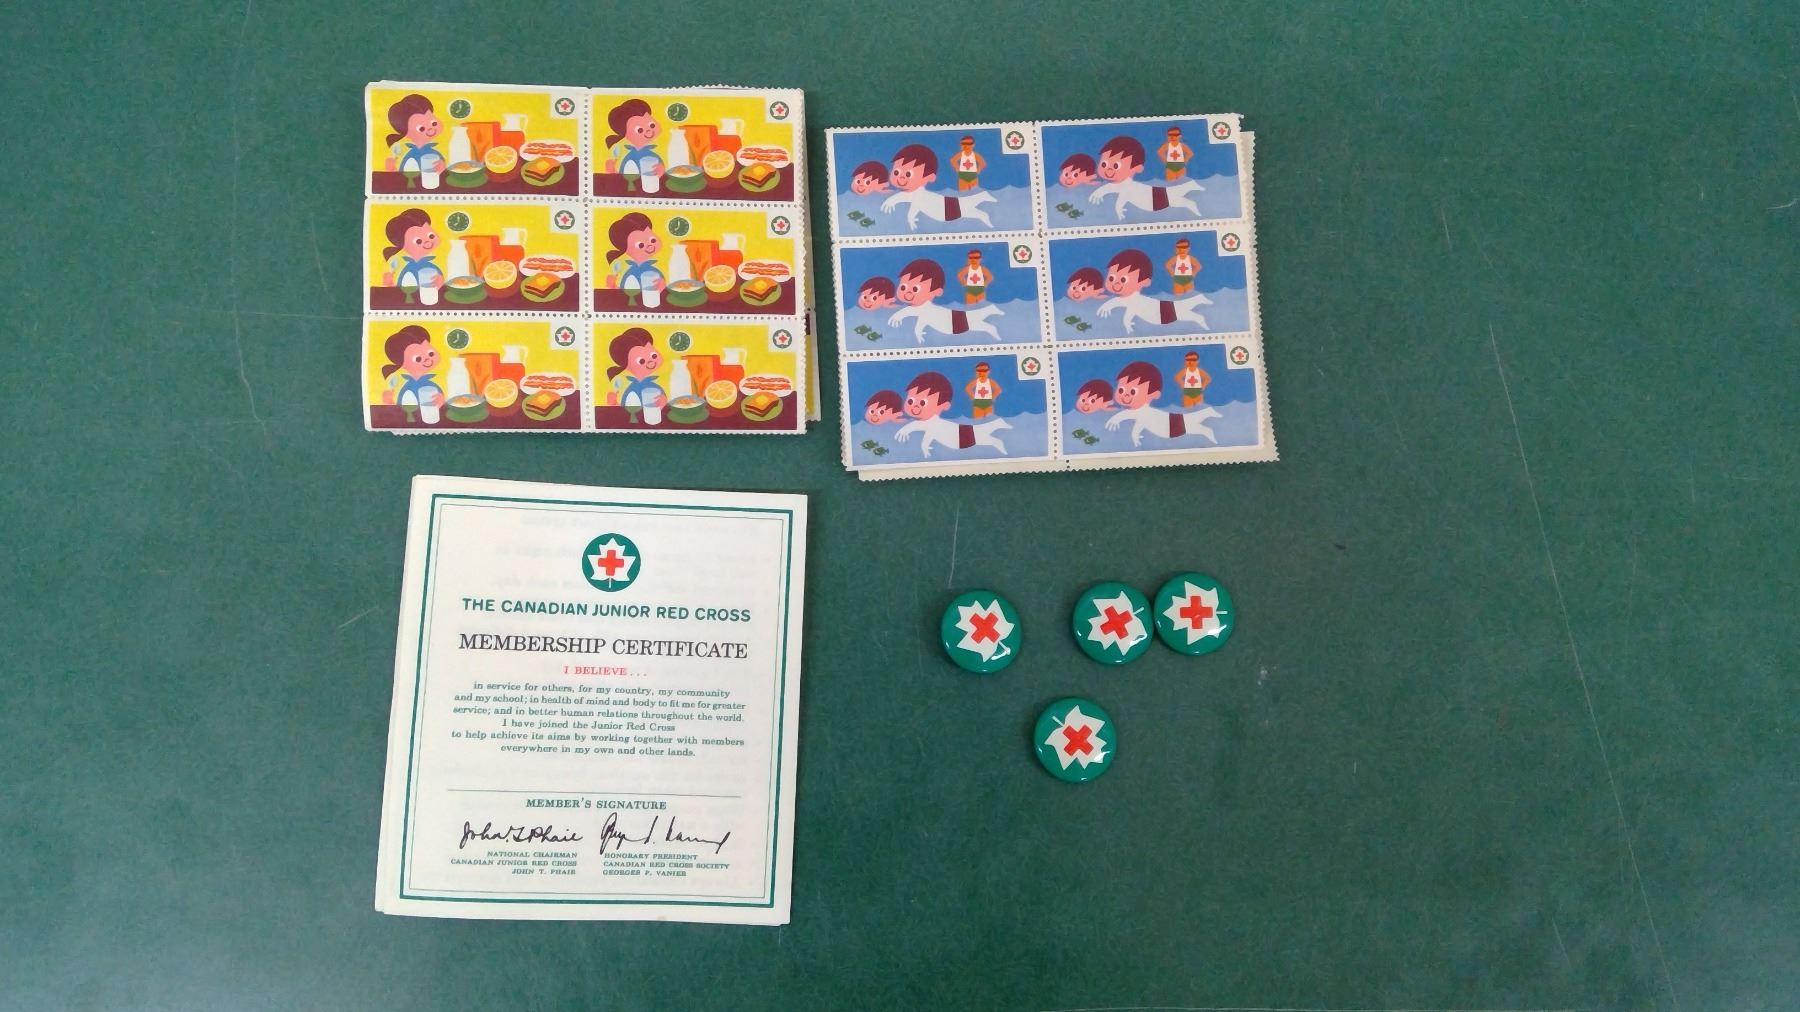 THE CANADIAN JUNIOR RED CROSS
MEMBERSHIP CERTIFICATE
I BELIEVE...
in service for others, for my country, my community
and my school; in health of mind and body to fit me for greater
service; and in better human relations throughout the world.
I have joined the Junior Red Cross
to help achieve its aims by working together with members
everywhere in my own and other lands.
MEMBER'S SIGNATURE
John T. Phair
NATIONAL CHAIRMAN
CANADIAN JUNIOR RED CROSS
JOHN T. PHAIR
HONORARY PRESIDENT
CANADIAN RED CROSS SOCIETY
GEORGES P. VANIER